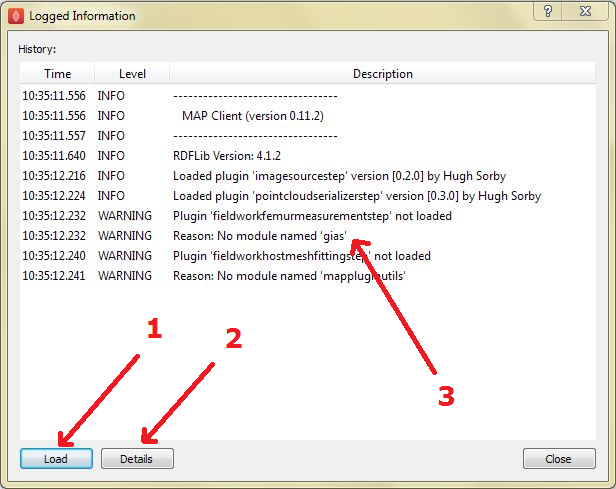 Logged Information
History:
Time Level Description
10:35:11.556 INFO --------------------------------
10:35:11.556 INFO MAP Client (version 0.11.2)
10:35:11.557 INFO --------------------------------
10:35:11.640 INFO RDFLib Version: 4.1.2
10:35:12.216 INFO Loaded plugin 'imagesourcestep' version [0.2.0] by Hugh Sorby
10:35:12.224 INFO Loaded plugin 'pointcloudserializerstep' version [0.3.0] by Hugh Sorby
10:35:12.232 WARNING Plugin 'fieldworkfemurmeasurementstep' not loaded
10:35:12.232 WARNING Reason: No module named 'gias'
10:35:12.240 WARNING Plugin 'fieldworkhostmeshfittingstep' not loaded
10:35:12.241 WARNING Reason: No module named 'mappluginutils'
1
2
3
Load Details Close